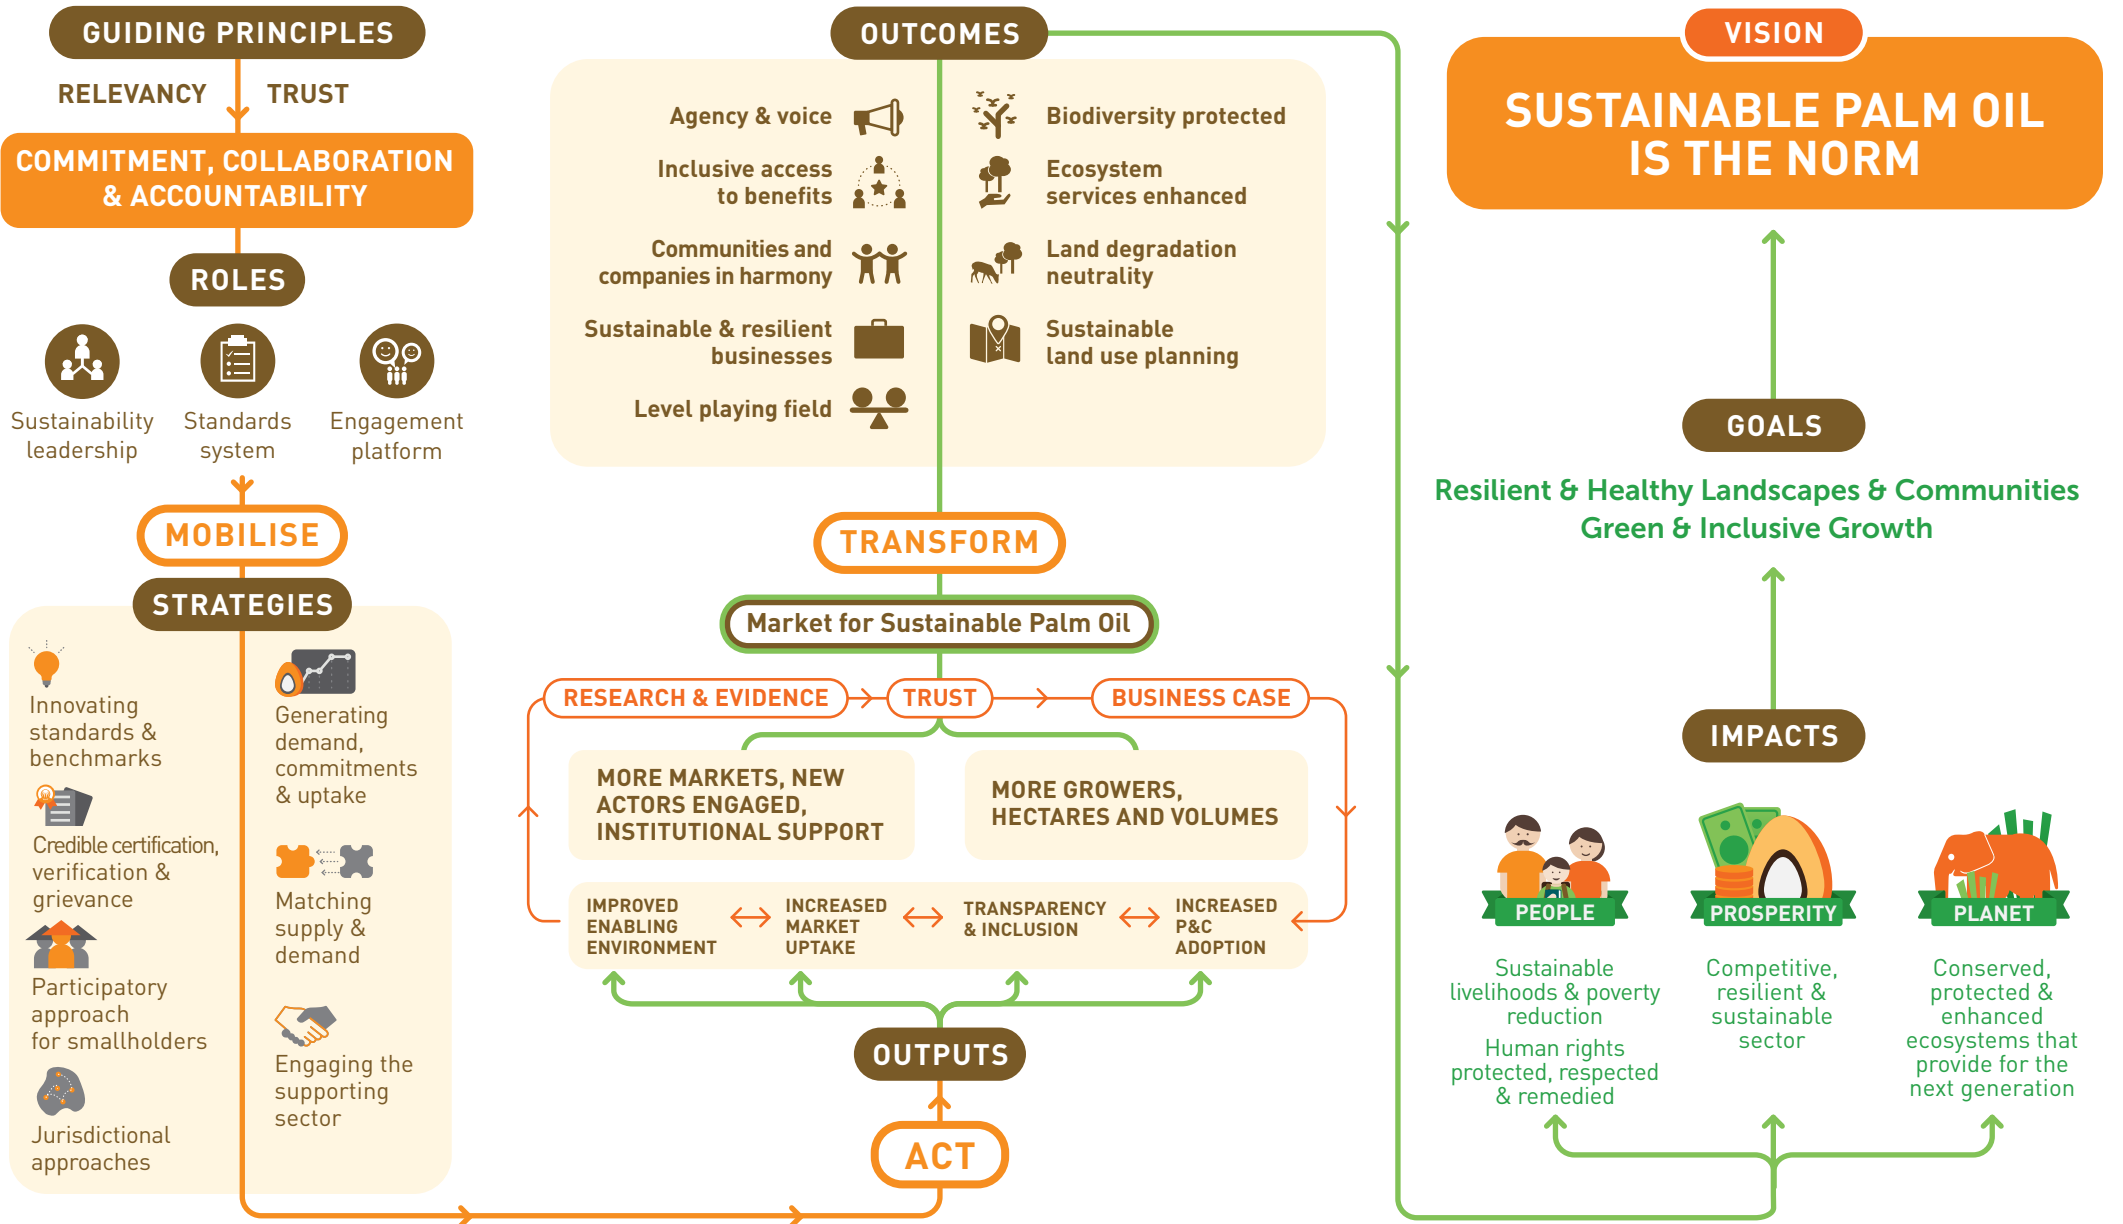 GUIDING PRINCIPLES
RELEVANCY
TRUST
COMMITMENT, COLLABORATION
& ACCOUNTABILITY
ROLES
Sustainability
leadership
Standards
system
Engagement
platform
MOBILISE
STRATEGIES
Innovating
standards &
benchmarks
Credible certification,
verification &
grievance
Participatory
approach
for smallholders
Jurisdictional
approaches
Generating
demand,
commitments
& uptake
Matching
supply &
demand
Engaging the
supporting
sector
OUTCOMES
Agency & voice
Inclusive access
to benefits
Communities and
companies in harmony
Sustainable & resilient
businesses
Level playing field
Biodiversity protected
Ecosystem
services enhanced
Land degradation
neutrality
Sustainable
land use planning
TRANSFORM
Market for Sustainable Palm Oil
RESEARCH & EVIDENCE
TRUST
BUSINESS CASE
MORE MARKETS, NEW
ACTORS ENGAGED,
INSTITUTIONAL SUPPORT
MORE GROWERS,
HECTARES AND VOLUMES
IMPROVED
ENABLING
ENVIRONMENT
INCREASED
MARKET
UPTAKE
TRANSPARENCY
& INCLUSION
INCREASED
P&C
ADOPTION
OUTPUTS
ACT
VISION
SUSTAINABLE PALM OIL
IS THE NORM
GOALS
Resilient & Healthy Landscapes & Communities
Green & Inclusive Growth
IMPACTS
PEOPLE
Sustainable
livelihoods & poverty
reduction
Human rights
protected, respected
& remedied
PROSPERITY
Competitive,
resilient &
sustainable
sector
PLANET
Conserved,
protected &
enhanced
ecosystems that
provide for the
next generation